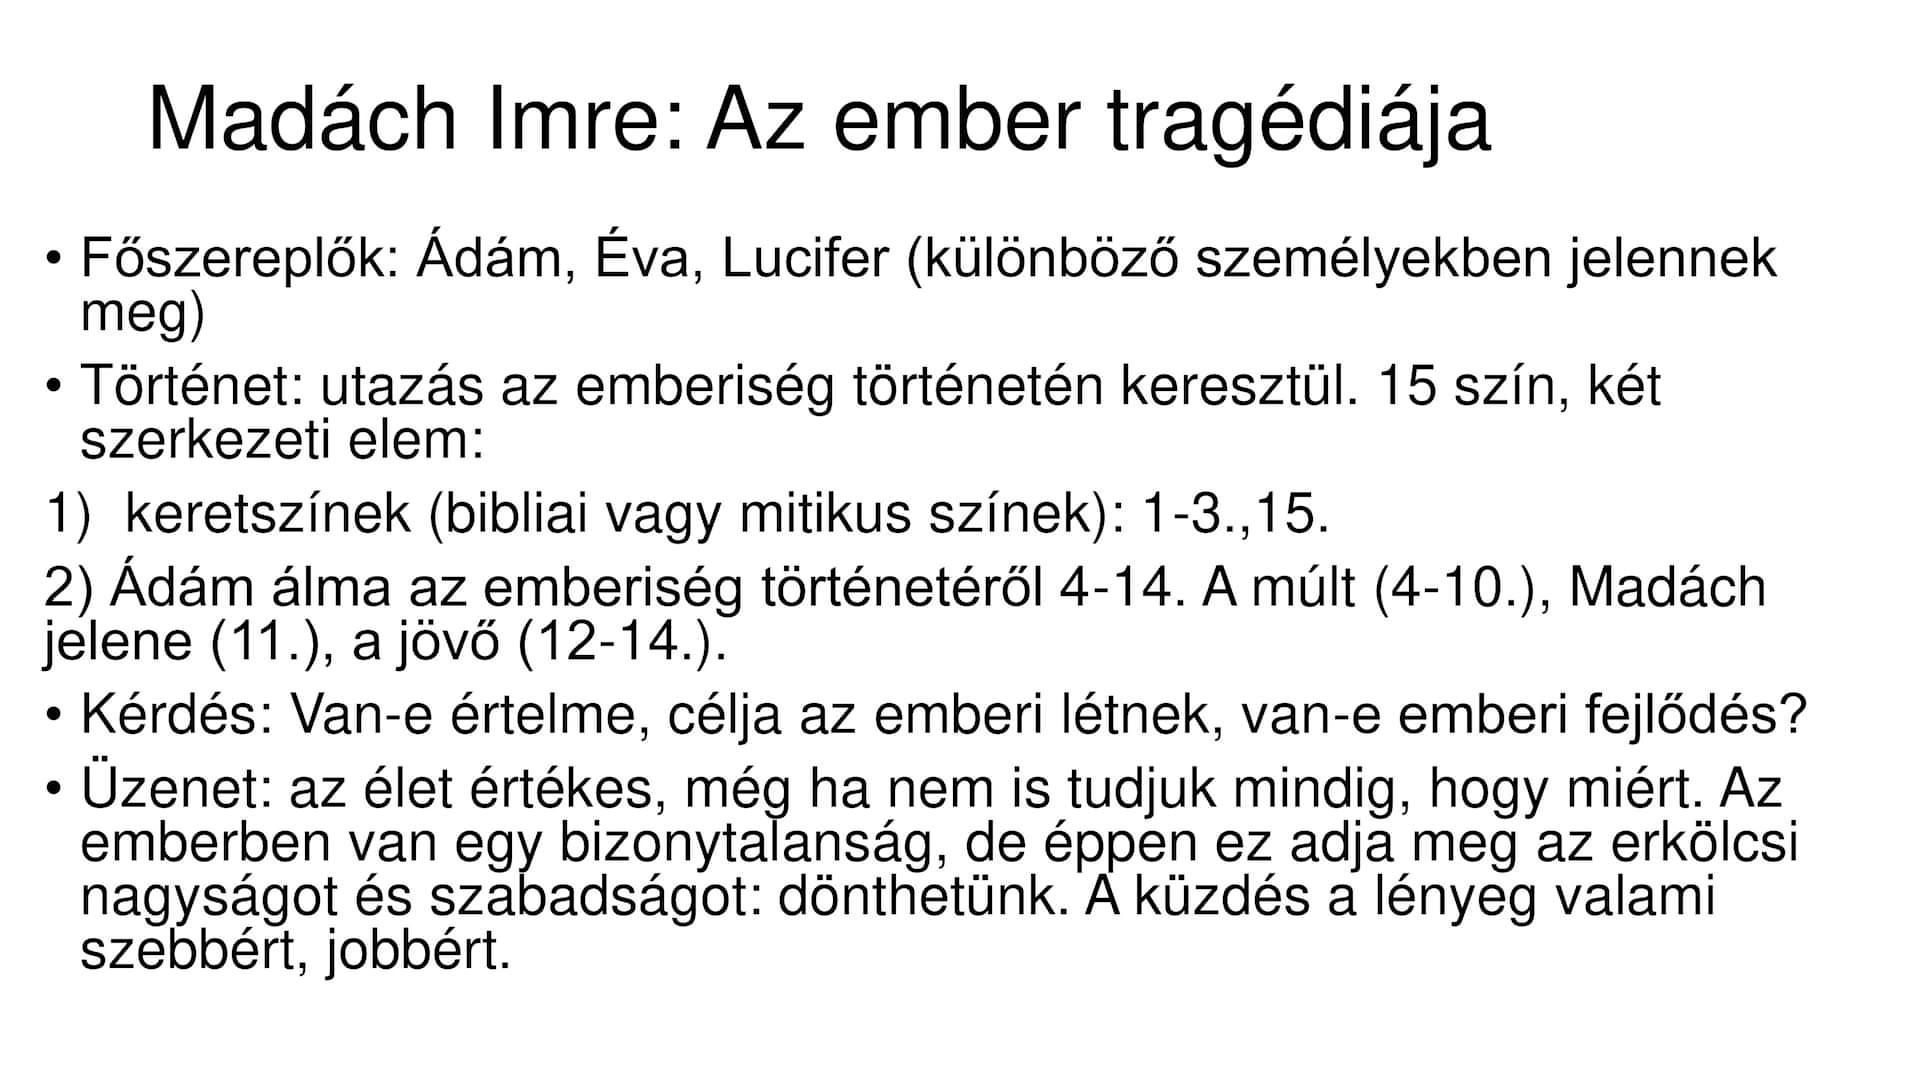 Madách Imre: Az ember tragédiája
• Főszereplők: Ádám, Éva, Lucifer (különböző személyekben jelennek
meg)
• Történet: utazás az emberiség történetén keresztül. 15 szín, két
szerkezeti elem:
1) keretszínek (bibliai vagy mitikus színek): 1-3.,15.
2) Ádám álma az emberiség történetéről 4-14. A múlt (4-10.), Madách
jelene (11.), a jövő (12-14.).
• Kérdés: Van-e értelme, célja az emberi létnek, van-e emberi fejlődés?
• Üzenet: az élet értékes, még ha nem is tudjuk mindig, hogy miért. Az
emberben van egy bizonytalanság, de éppen ez adja meg az erkölcsi
nagyságot és szabadságot: dönthetünk. A küzdés a lényeg valami
szebbért, jobbért.